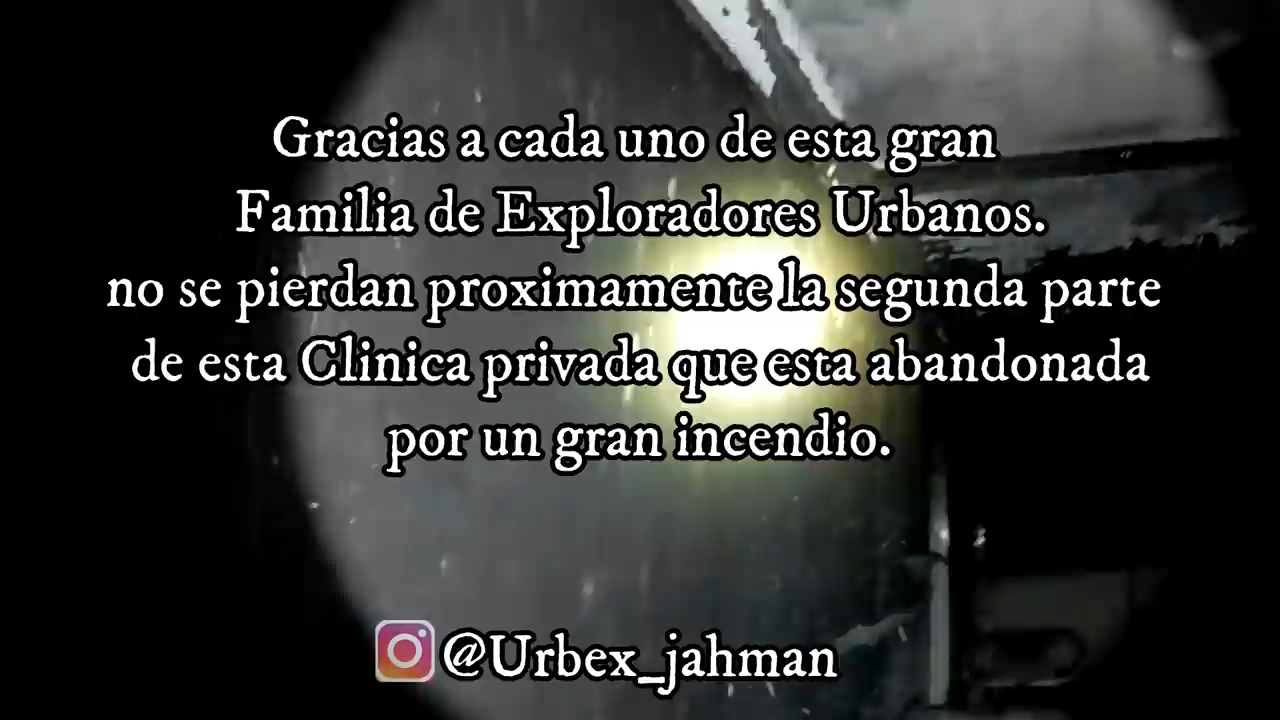 Gracias a cada uno de esta gran
Familia de Exploradores Urbanos.
no se pierdan proximamente la segunda parte
de esta Clinica privada que esta abandonada
por un gran incendio.
@Urbex_jahman